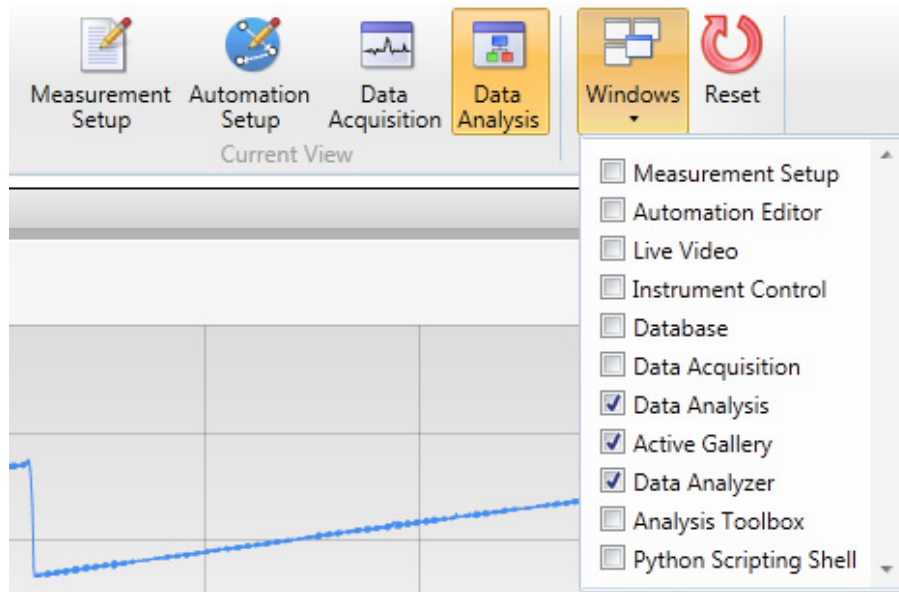 Measurement Setup
Automation Setup
Data Acquisition
Data Analysis
Windows
Reset
Current View
Measurement Setup
Automation Editor
Live Video
Instrument Control
Database
Data Acquisition
Data Analysis
Active Gallery
Data Analyzer
Analysis Toolbox
Python Scripting Shell